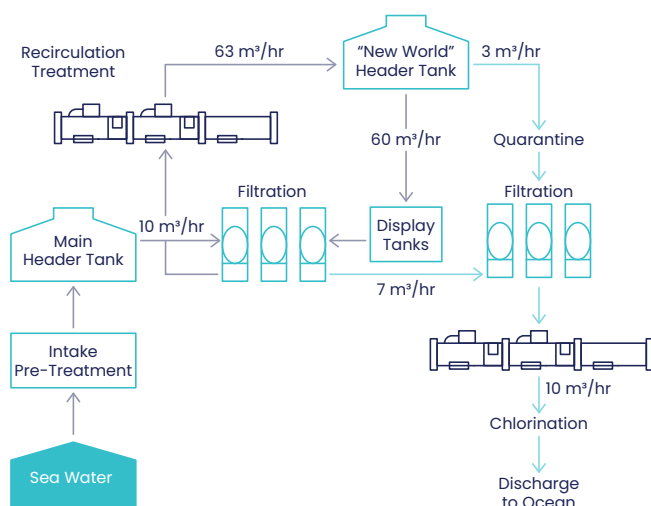 63 m³/hr
“New World”
Header Tank
3 m³/hr
Recirculation
Treatment
60 m³/hr
Quarantine
Filtration
Filtration
10 m³/hr
Main
Header Tank
Display
Tanks
7 m³/hr
Intake
Pre-Treatment
10 m³/hr
Chlorination
Sea Water
Discharge
to Ocean